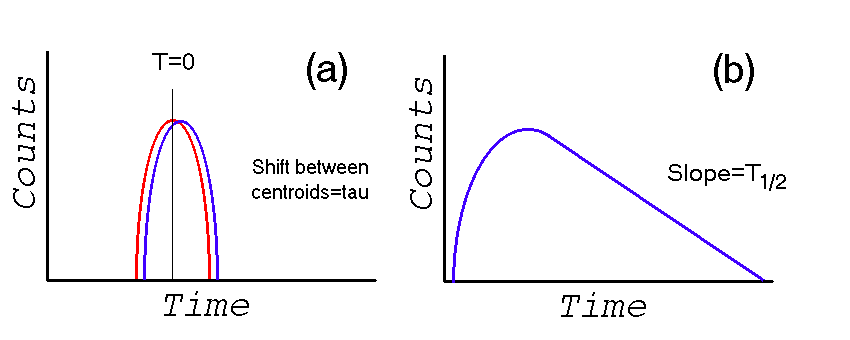 T=0
(a)
Counts
Shift between
centroids=tau
Time
(b)
Counts
Slope=T1/2
Time